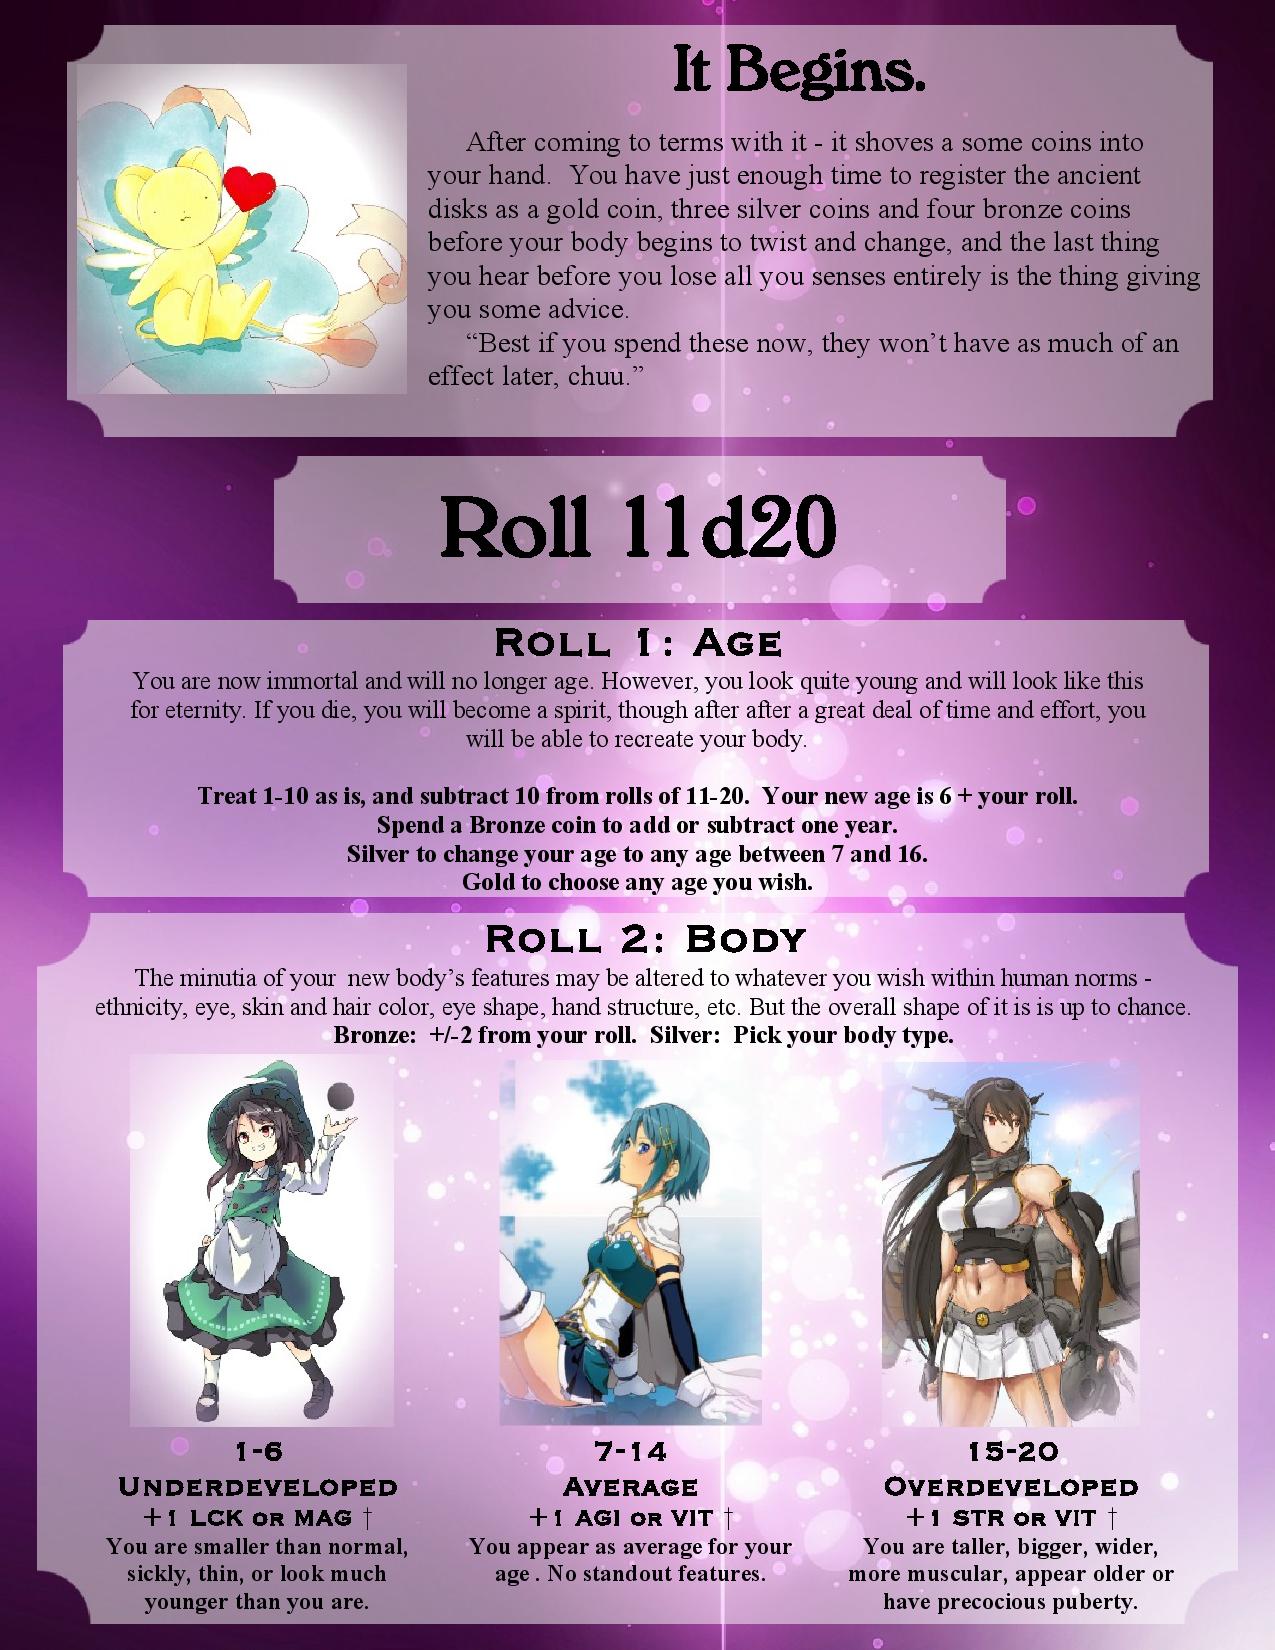 It Begins.
After coming to terms with it - it shoves a some coins into
your hand.  You have just enough time to register the ancient
disks as a gold coin, three silver coins and four bronze coins
before your body begins to twist and change, and the last thing
you hear before you lose all you senses entirely is the thing giving
you some advice.
“Best if you spend these now, they won’t have as much of an
effect later, chuu.”
Roll 11d20
Roll 1: Age
You are now immortal and will no longer age. However, you look quite young and will look like this
for eternity. If you die, you will become a spirit, though after after a great deal of time and effort, you
will be able to recreate your body.
Treat 1-10 as is, and subtract 10 from rolls of 11-20.  Your new age is 6 + your roll.
Spend a Bronze coin to add or subtract one year.
Silver to change your age to any age between 7 and 16.
Gold to choose any age you wish.
Roll 2: Body
The minutia of your  new body’s features may be altered to whatever you wish within human norms -
ethnicity, eye, skin and hair color, eye shape, hand structure, etc. But the overall shape of it is is up to chance.
Bronze:  +/-2 from your roll.  Silver:  Pick your body type.
1-6
Underdeveloped
+1 LCK or MAG †
You are smaller than normal,
sickly, thin, or look much
younger than you are.
7-14
Average
+1 AGI or VIT †
You appear as average for your
age . No standout features.
15-20
Overdeveloped
+1 STR or VIT †
You are taller, bigger, wider,
more muscular, appear older or
have precocious puberty.